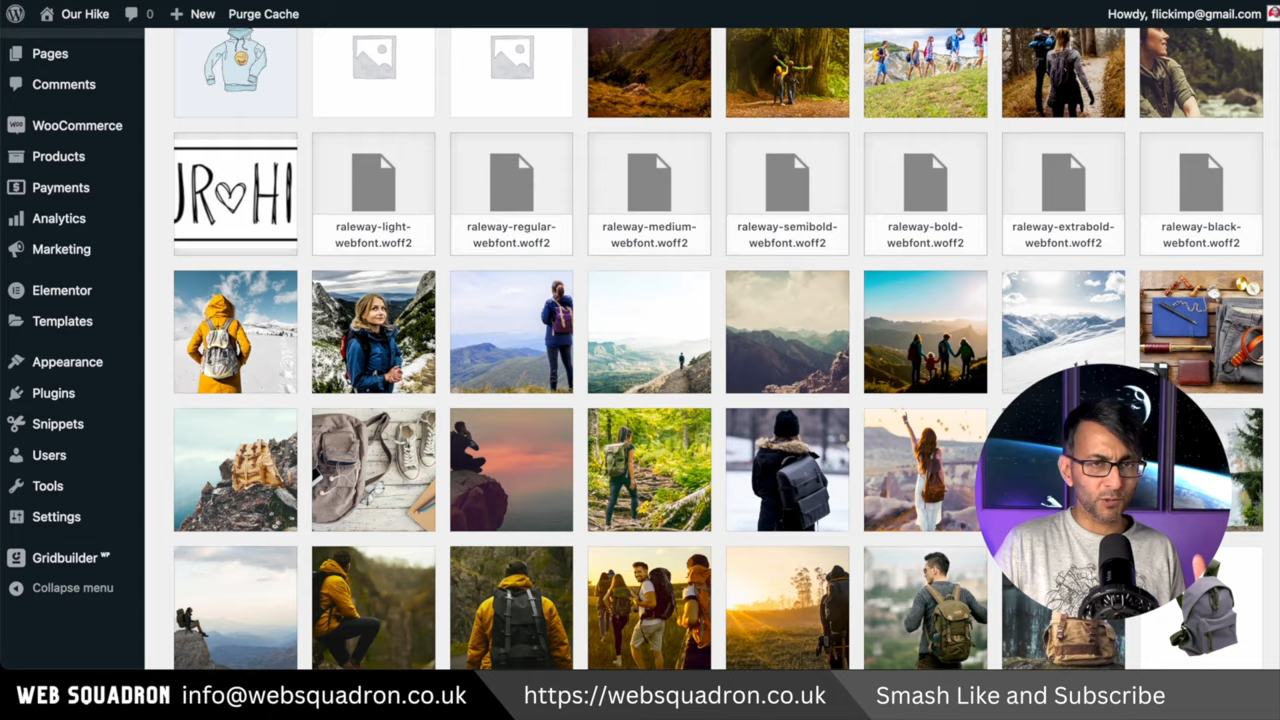 Our Hike
0
New
Purge Cache
Howdy, flickimp@gmail.com
Pages
Comments
WooCommerce
Products
Payments
Analytics
Marketing
Elementor
Templates
Appearance
Plugins
Snippets
Users
Tools
Settings
Gridbuilder WP
Collapse menu
UR HI
raleway-light-
webfont.woff2
raleway-regular-
webfont.woff2
raleway-medium-
webfont.woff2
raleway-semibold-
webfont.woff2
raleway-bold-
webfont.woff2
raleway-extrabold-
webfont.woff2
raleway-black-
webfont.woff2
WEB SQUADRON info@websquadron.co.uk
https://websquadron.co.uk
Smash Like and Subscribe